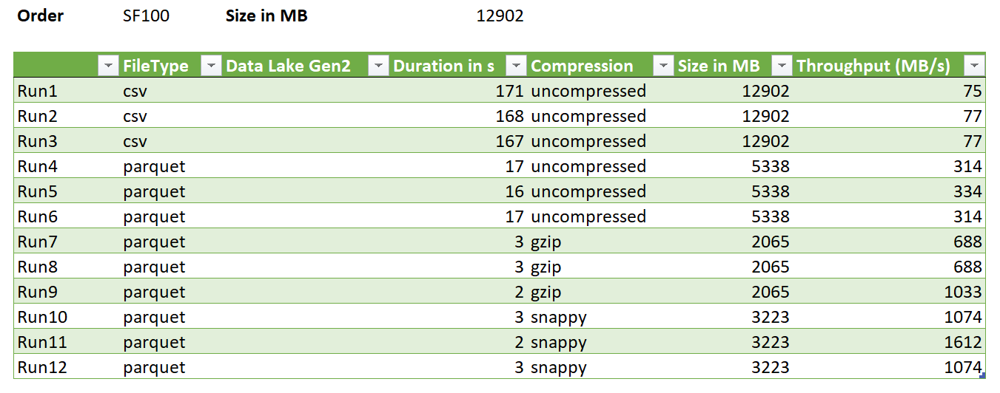 Order SF100 Size in MB 12902
FileType Data Lake Gen2 Duration in s Compression Size in MB Throughput (MB/s)
Run1 csv 171 uncompressed 12902 75
Run2 csv 168 uncompressed 12902 77
Run3 csv 167 uncompressed 12902 77
Run4 parquet 17 uncompressed 5338 314
Run5 parquet 16 uncompressed 5338 334
Run6 parquet 17 uncompressed 5338 314
Run7 parquet 3 gzip 2065 688
Run8 parquet 3 gzip 2065 688
Run9 parquet 2 gzip 2065 1033
Run10 parquet 3 snappy 3223 1074
Run11 parquet 2 snappy 3223 1612
Run12 parquet 3 snappy 3223 1074